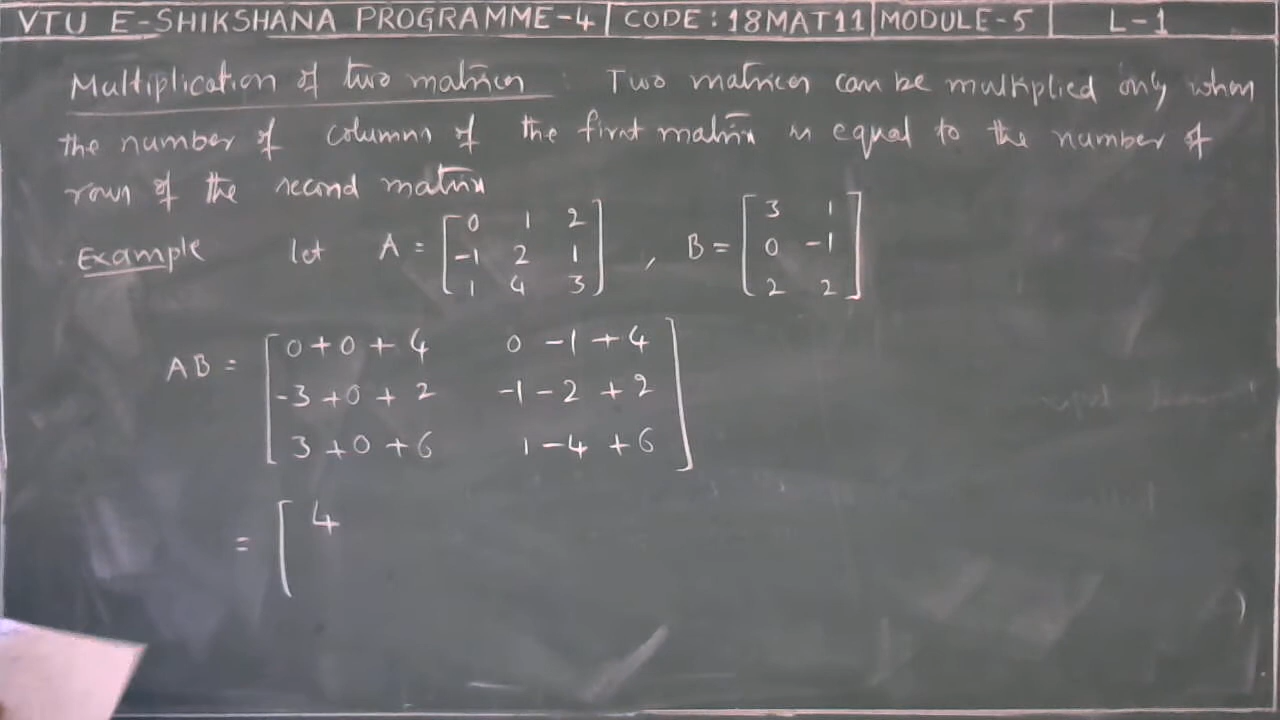 VTU E-SHIKSHANA PROGRAMME-4 | CODE: 18MAT11 | MODULE-5 | L-1
Multiplication of two matrices : Two matrices can be multiplied only when
the number of columns of the first matrix is equal to the number of
rows of the second matrix
Example let A = [0 1 2; -1 2 1; 1 4 3] , B = [3 1; 0 -1; 2 2]
AB = [0+0+4 0-1+4; -3+0+2 -1-2+2; 3+0+6 1-4+6]
= [4